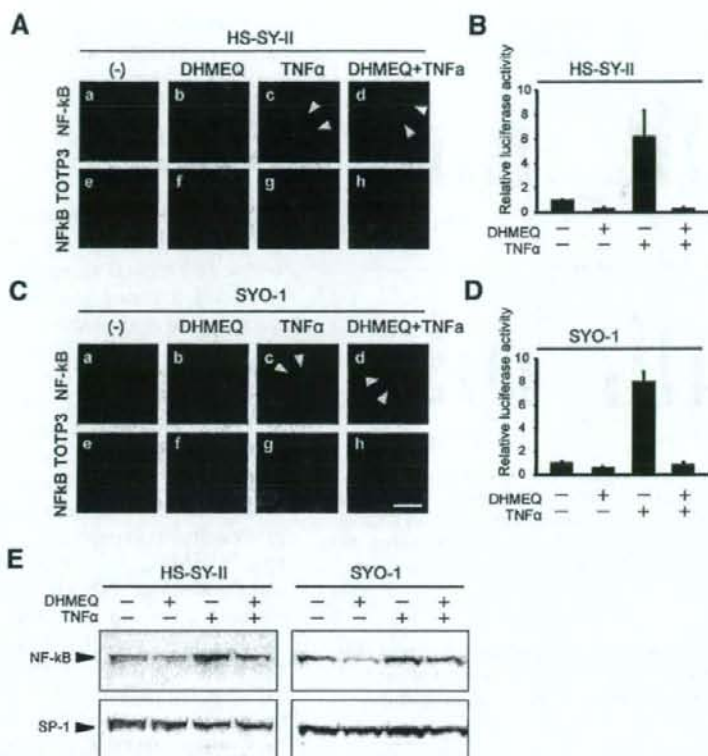 A
HS-SY-II
(-) DHMEQ TNFα DHMEQ+TNFa
NF-kB
a b c d
NFkB TOTP3
e f g h
B
HS-SY-II
Relative luciferase activity
10
8
6
4
2
0
DHMEQ − + − +
TNFα − − + +
C
SYO-1
(-) DHMEQ TNFα DHMEQ+TNFa
NF-kB
a b c d
NFkB TOTP3
e f g h
D
SYO-1
Relative luciferase activity
10
8
6
4
2
0
DHMEQ − + − +
TNFα − − + +
E
HS-SY-II SYO-1
DHMEQ − + − + − + − +
TNFα − − + + − − + +
NF-kB
SP-1